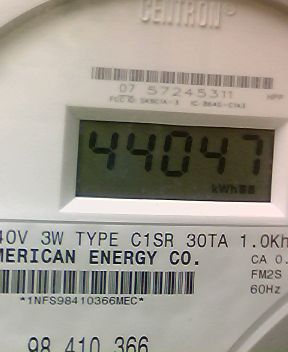 CENTRON
07 57245311
44047
kWh
40V 3W TYPE C1SR 30TA 1.0Kh
MERICAN ENERGY CO.
CA 0.
FM2S
60Hz
*1NFS98410366MEC*
98 410 366